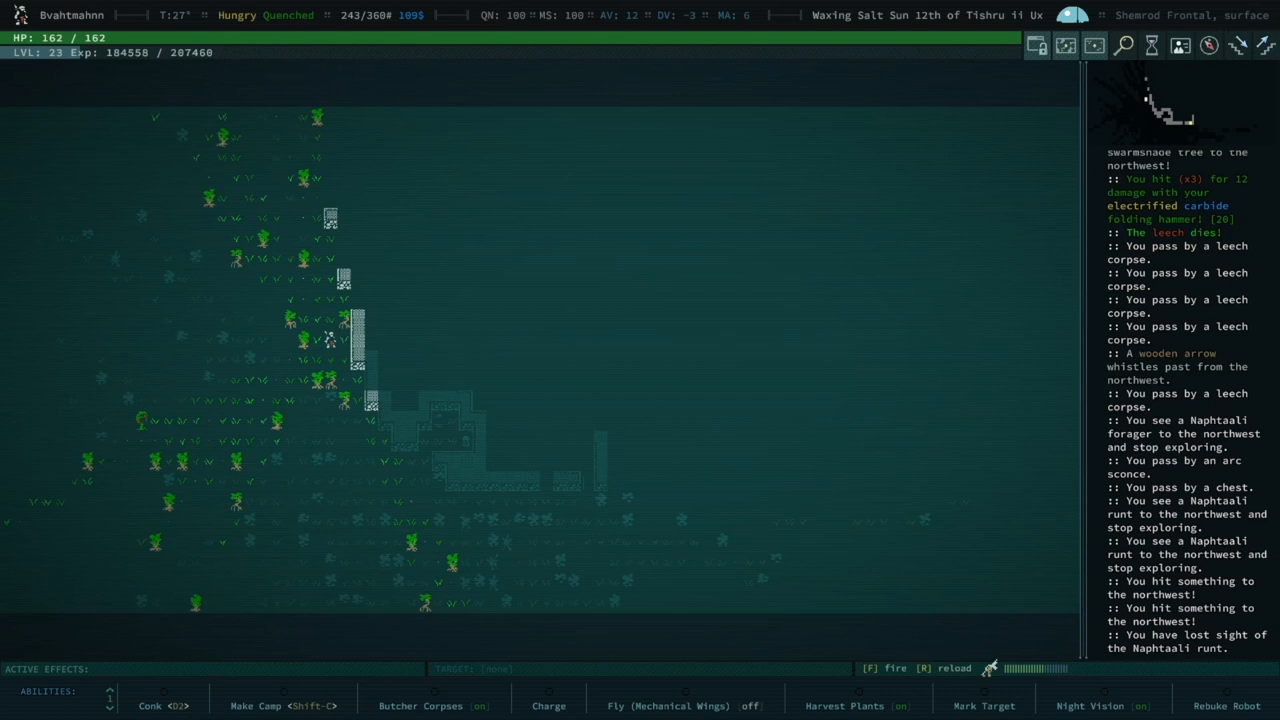 Bvahtmahnn T:27° :: Hungry Quenched :: 243/360# 109$ QN: 100 :: MS: 100 :: AV: 12 :: DV: -3 :: MA: 6 Waxing Salt Sun 12th of Tishru ii Ux :: Shemrod Frontal, surface
HP: 162 / 162
LVL: 23 Exp: 184558 / 207460
swarmshade tree to the
northwest!
:: You hit (x3) for 12
damage with your
electrified carbide
folding hammer! [20]
:: The leech dies!
:: You pass by a leech
corpse.
:: You pass by a leech
corpse.
:: You pass by a leech
corpse.
:: You pass by a leech
corpse.
:: A wooden arrow
whistles past from the
northwest.
:: You pass by a leech
corpse.
:: You see a Naphtaali
forager to the northwest
and stop exploring.
:: You pass by an arc
sconce.
:: You pass by a chest.
:: You see a Naphtaali
runt to the northwest and
stop exploring.
:: You see a Naphtaali
runt to the northwest and
stop exploring.
:: You hit something to
the northwest!
:: You hit something to
the northwest!
:: You have lost sight of
the Naphtaali runt.
ACTIVE EFFECTS: TARGET: [none] [F] fire [R] reload
ABILITIES: 1 Conk <D2> Make Camp <Shift-C> Butcher Corpses [on] Charge Fly (Mechanical Wings) [off] Harvest Plants [on] Mark Target Night Vision [on] Rebuke Robot